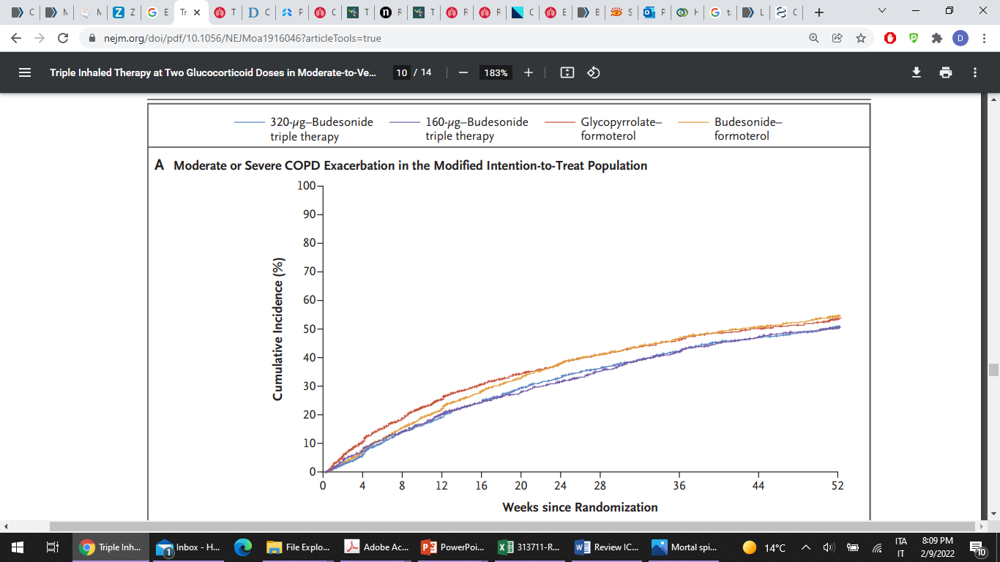 C M M Z E Tr T C P C T R T R R C E B S P H t L C
nejm.org/doi/pdf/10.1056/NEJMoa1916046?articleTools=true
D
Triple Inhaled Therapy at Two Glucocorticoid Doses in Moderate-to-Ve...
10 / 14
183%
320-µg–Budesonide triple therapy
160-µg–Budesonide triple therapy
Glycopyrrolate–formoterol
Budesonide–formoterol
A Moderate or Severe COPD Exacerbation in the Modified Intention-to-Treat Population
100
90
80
70
60
50
40
30
20
10
0
Cumulative Incidence (%)
0 4 8 12 16 20 24 28 36 44 52
Weeks since Randomization
Triple Inh...
1
Inbox - H...
File Explo...
Adobe Ac...
PowerPoi...
313711-R...
Review IC...
Mortal spi...
14°C
ITA
IT
8:09 PM
2/9/2022
10